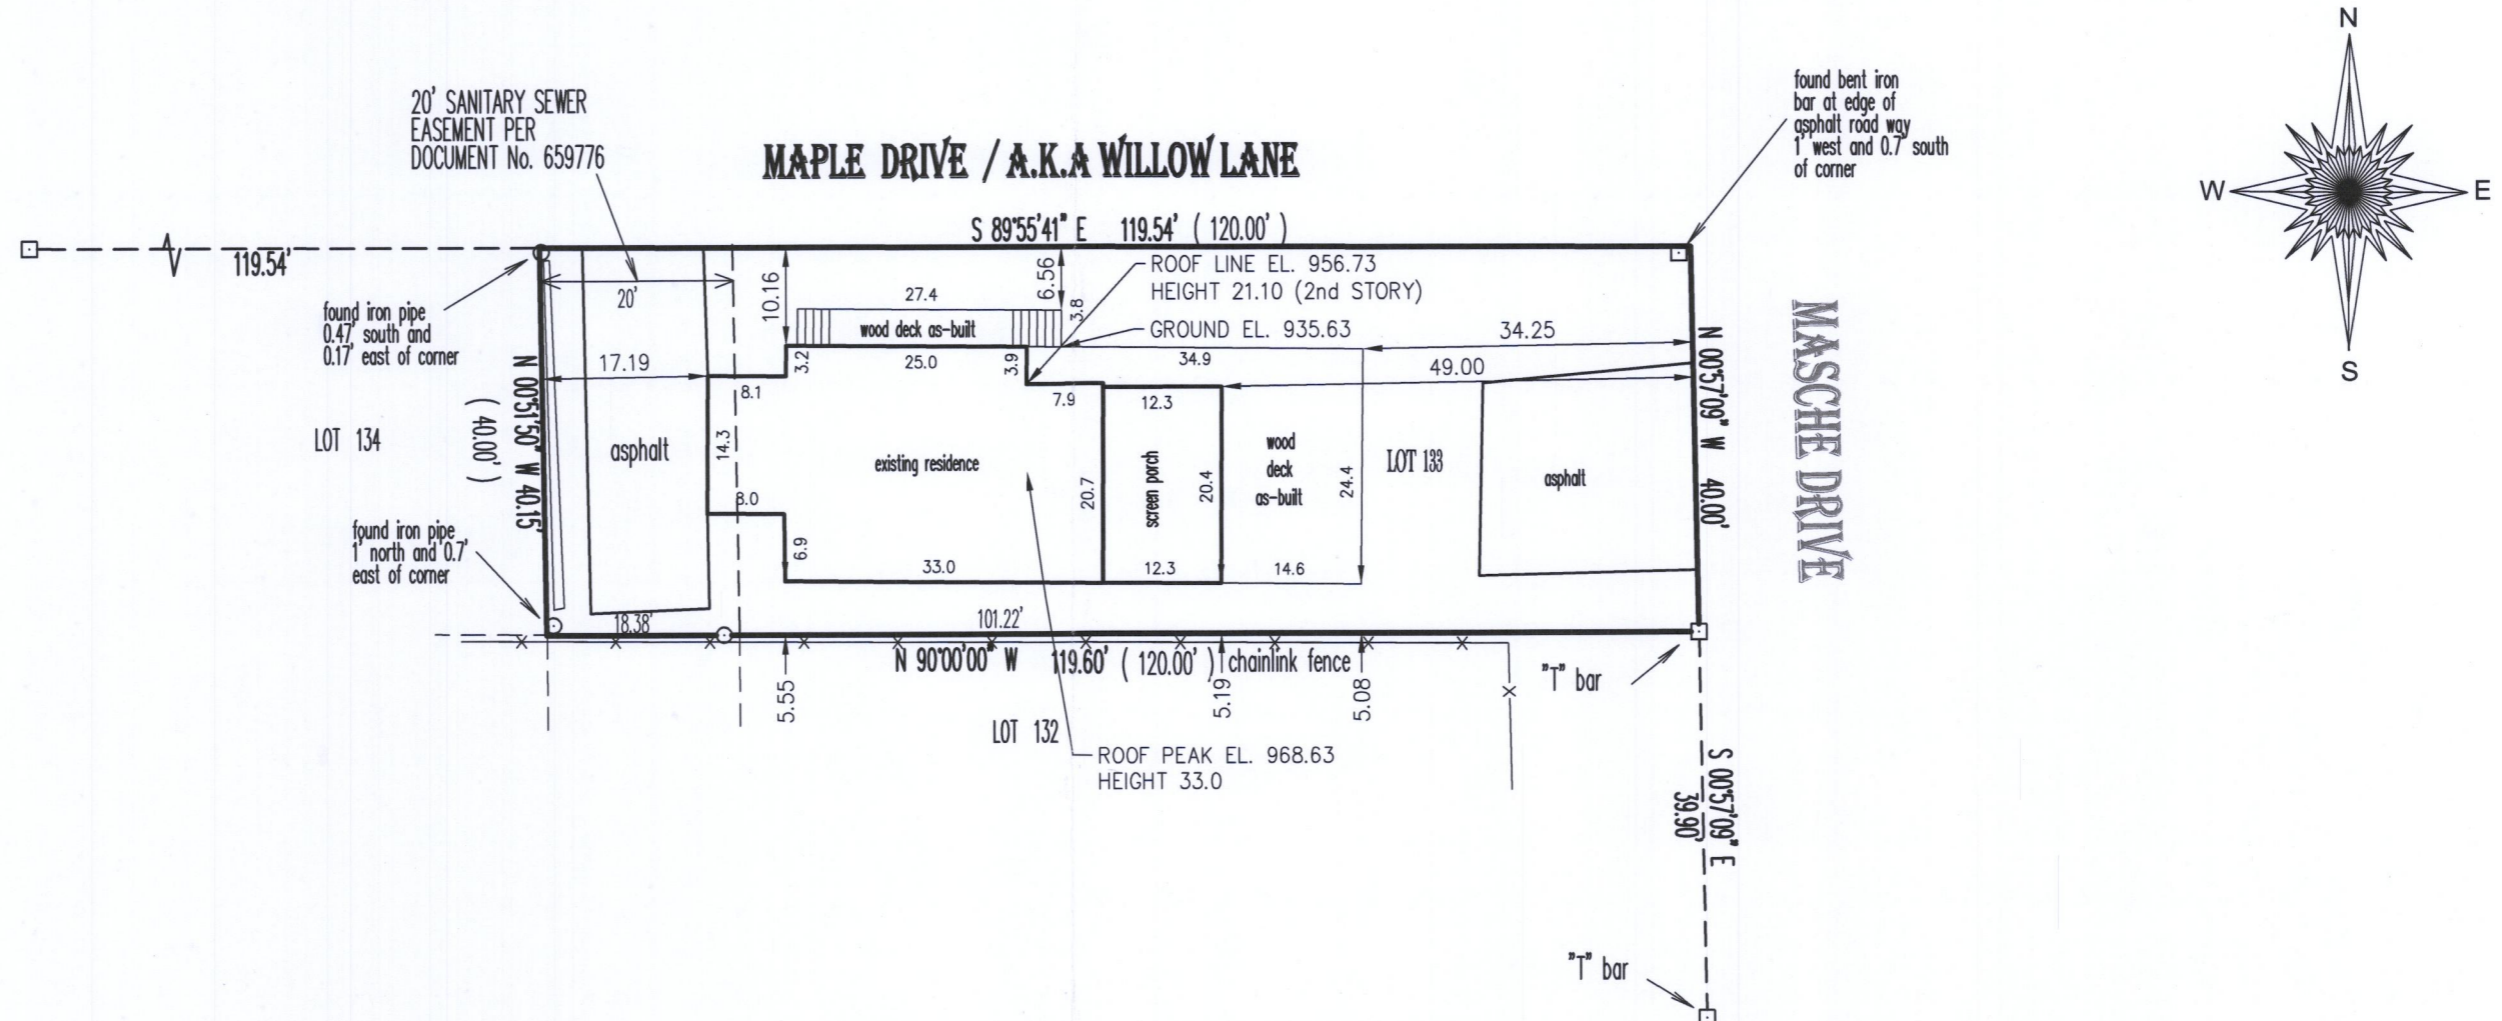 N
W
E
S
20' SANITARY SEWER
EASEMENT PER
DOCUMENT No. 659776
MAPLE DRIVE / A.K.A WILLOW LANE
found bent iron
bar at edge of
asphalt road way
1' west and 0.7' south
of corner
S 89°55'41" E 119.54' ( 120.00' )
119.54'
20'
10.16
27.4
6.56
3.8
ROOF LINE EL. 956.73
HEIGHT 21.10 (2nd STORY)
GROUND EL. 935.63
wood deck as-built
found iron pipe
0.47' south and
0.17' east of corner
17.19
3.2
25.0
3.9
34.9
34.25
49.00
8.1
7.9
12.3
N 00°51'50" W 40.15'
( 40.00' )
N 00°57'09" W 40.00'
MASCHE DRIVE
LOT 134
asphalt
14.3
existing residence
20.7
screen porch
20.4
wood
deck
as-built
24.4
LOT 133
asphalt
8.0
6.9
33.0
12.3
14.6
found iron pipe
1' north and 0.7'
east of corner
18.38'
101.22'
N 90°00'00" W 119.60' ( 120.00' )
chainlink fence
5.55
5.19
5.08
"T" bar
LOT 132
ROOF PEAK EL. 968.63
HEIGHT 33.0
S 00°57'09" E
39.90'
"T" bar